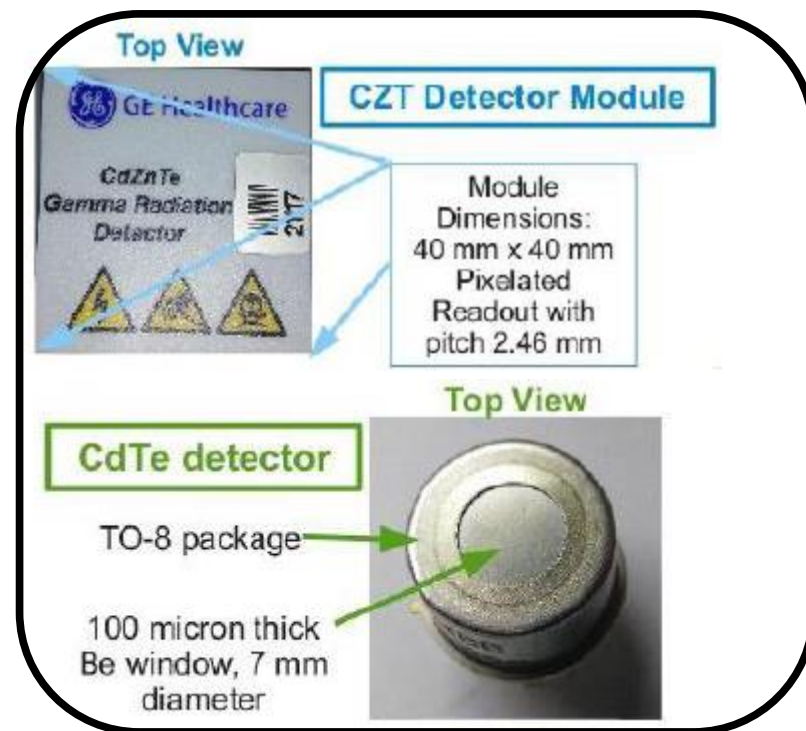 Top View
GE Healthcare
CZT Detector Module
CdZnTe
Gamma Radiation
Detector
2117
Module
Dimensions:
40 mm x 40 mm
Pixelated
Readout with
pitch 2.46 mm
Top View
CdTe detector
TO-8 package
100 micron thick
Be window, 7 mm
diameter